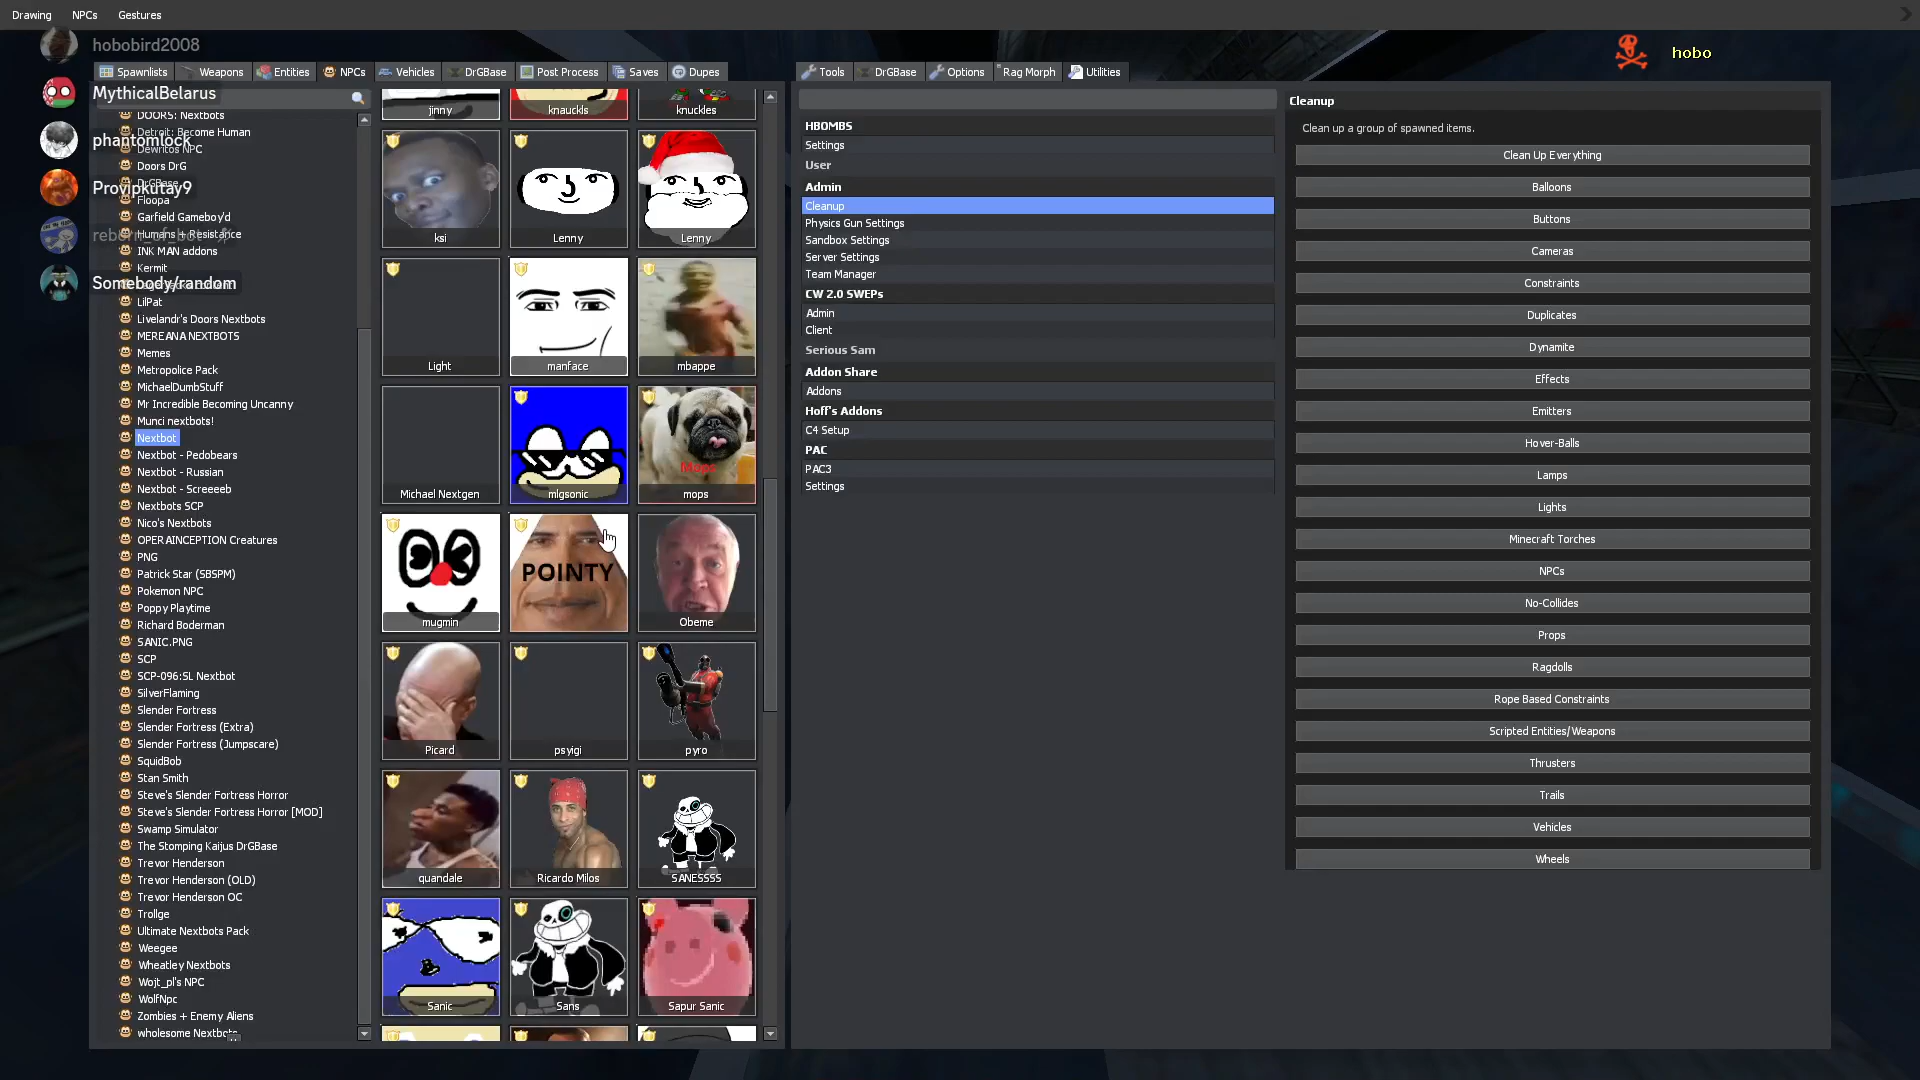 Drawing NPCs Gestures
hobobird2008
MythicalBelarus
phantomlock
Provipkutay9
reborn_of_bot
Somebody/random
hobo
Spawnlists Weapons Entities NPCs Vehicles DrGBase Post Process Saves Dupes
Tools DrGBase Options Rag Morph Utilities
DOORS: Nextbots
Detroit: Become Human
Dewritos NPC
Doors DrG
DrGBase
Floopa
Garfield Gameboy'd
Humans + Resistance
INK MAN addons
Kermit
LilPat
Livelandr's Doors Nextbots
MEREANA NEXTBOTS
Memes
Metropolice Pack
MichaelDumbStuff
Mr Incredible Becoming Uncanny
Munci nextbots!
Nextbot
Nextbot - Pedobears
Nextbot - Russian
Nextbot - Screeeeb
Nextbots SCP
Nico's Nextbots
OPERAINCEPTION Creatures
PNG
Patrick Star (SBSPM)
Pokemon NPC
Poppy Playtime
Richard Boderman
SANIC.PNG
SCP
SCP-096:SL Nextbot
SilverFlaming
Slender Fortress
Slender Fortress (Extra)
Slender Fortress (Jumpscare)
SquidBob
Stan Smith
Steve's Slender Fortress Horror
Steve's Slender Fortress Horror [MOD]
Swamp Simulator
The Stomping Kaijus DrGBase
Trevor Henderson
Trevor Henderson (OLD)
Trevor Henderson OC
Trollge
Ultimate Nextbots Pack
Weegee
Wheatley Nextbots
Wojt_pl's NPC
WolfNpc
Zombies + Enemy Aliens
wholesome Nextbots
jinny knauckls knuckles
ksi Lenny Lenny
Light manface mbappe
Mops
Michael Nextgen mlgsonic mops
POINTY
mugmin Obeme
Picard psyigi pyro
quandale Ricardo Milos SANESSSS
Sanic Sans Sapur Sanic
HBOMBS
Settings
User
Admin
Cleanup
Physics Gun Settings
Sandbox Settings
Server Settings
Team Manager
CW 2.0 SWEPs
Admin
Client
Serious Sam
Addon Share
Addons
Hoff's Addons
C4 Setup
PAC
PAC3
Settings
Cleanup
Clean up a group of spawned items.
Clean Up Everything
Balloons
Buttons
Cameras
Constraints
Duplicates
Dynamite
Effects
Emitters
Hover-Balls
Lamps
Lights
Minecraft Torches
NPCs
No-Collides
Props
Ragdolls
Rope Based Constraints
Scripted Entities/Weapons
Thrusters
Trails
Vehicles
Wheels